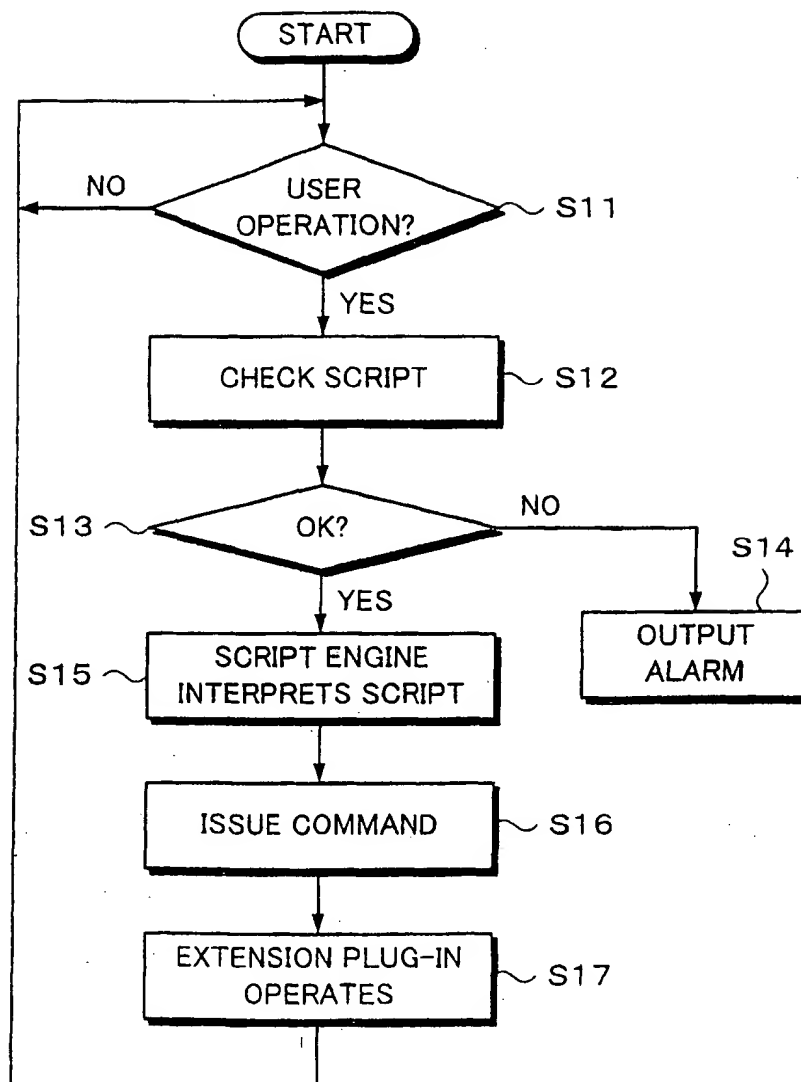 START
NO
USER
OPERATION?
S11
YES
CHECK SCRIPT
S12
S13
OK?
NO
S14
YES
OUTPUT
ALARM
S15
SCRIPT ENGINE
INTERPRETS SCRIPT
ISSUE COMMAND
S16
EXTENSION PLUG-IN
OPERATES
S17